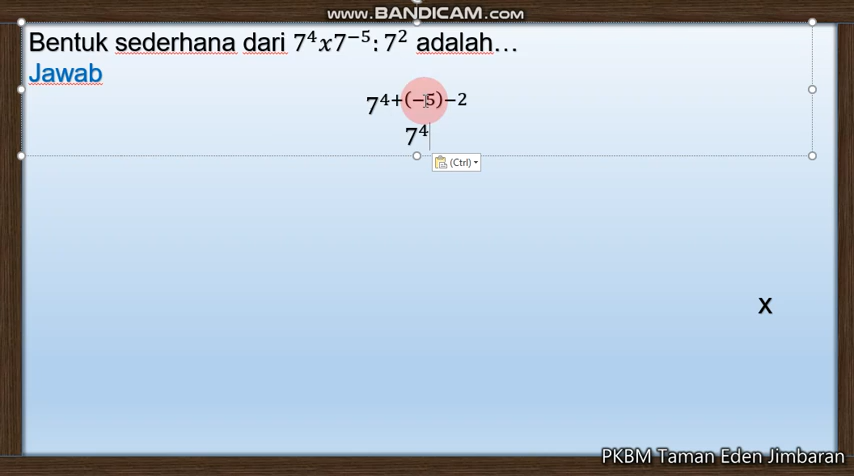 www.BANDICAM.com
Bentuk sederhana dari 7⁴x7⁻⁵: 7² adalah…
Jawab
7⁴⁺⁽⁻⁵⁾⁻²
7⁴
(Ctrl)
x
PKBM Taman Eden Jimbaran